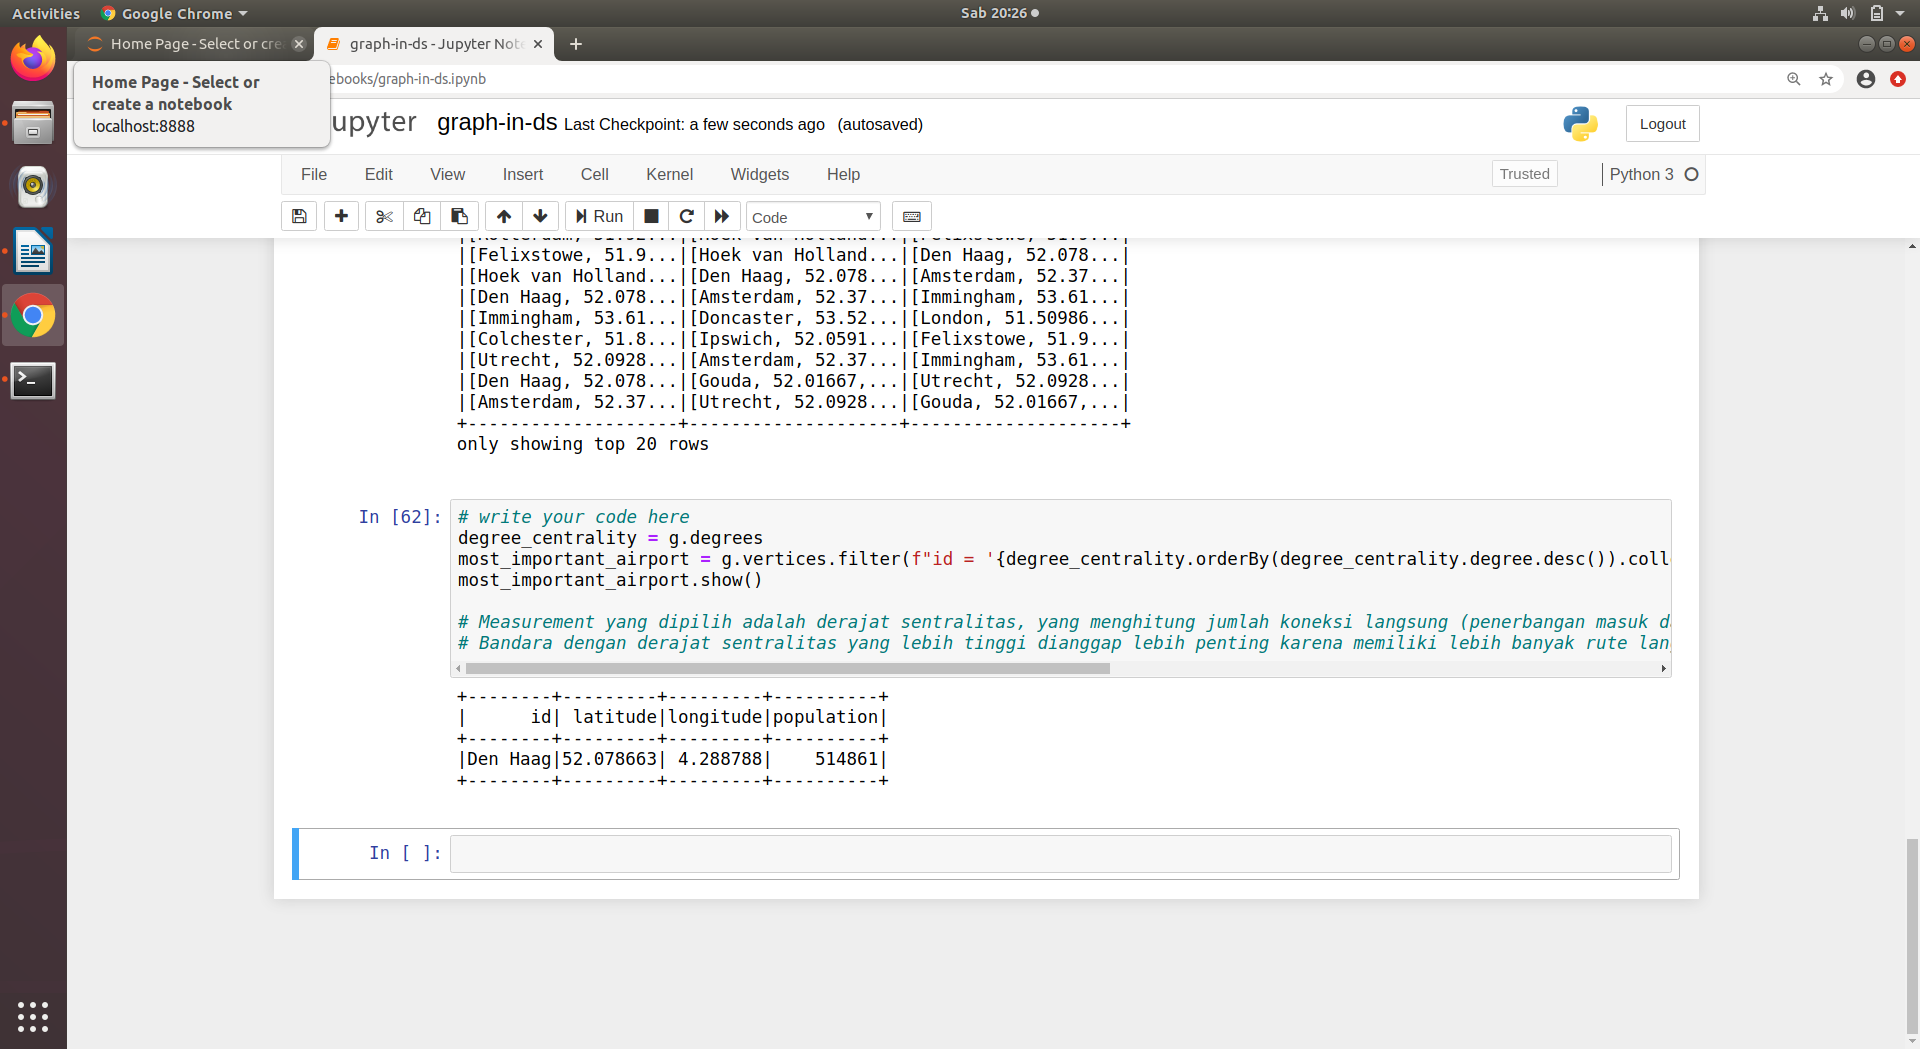 Activities Google Chrome Sab 20:26
Home Page - Select or cre graph-in-ds - Jupyter Note
ebooks/graph-in-ds.ipynb
Home Page - Select or
create a notebook
localhost:8888
upyter graph-in-ds Last Checkpoint: a few seconds ago (autosaved) Logout
File Edit View Insert Cell Kernel Widgets Help Trusted Python 3
Run Code
|[Felixstowe, 51.9...|[Hoek van Holland...|[Den Haag, 52.078...|
|[Hoek van Holland...|[Den Haag, 52.078...|[Amsterdam, 52.37...|
|[Den Haag, 52.078...|[Amsterdam, 52.37...|[Immingham, 53.61...|
|[Immingham, 53.61...|[Doncaster, 53.52...|[London, 51.50986...|
|[Colchester, 51.8...|[Ipswich, 52.0591...|[Felixstowe, 51.9...|
|[Utrecht, 52.0928...|[Amsterdam, 52.37...|[Immingham, 53.61...|
|[Den Haag, 52.078...|[Gouda, 52.01667,...|[Utrecht, 52.0928...|
|[Amsterdam, 52.37...|[Utrecht, 52.0928...|[Gouda, 52.01667,...|
+--------------------+--------------------+--------------------+
only showing top 20 rows
In [62]: # write your code here
degree_centrality = g.degrees
most_important_airport = g.vertices.filter(f"id = '{degree_centrality.orderBy(degree_centrality.degree.desc()).coll
most_important_airport.show()
# Measurement yang dipilih adalah derajat sentralitas, yang menghitung jumlah koneksi langsung (penerbangan masuk d
# Bandara dengan derajat sentralitas yang lebih tinggi dianggap lebih penting karena memiliki lebih banyak rute lan
+--------+---------+---------+----------+
|      id| latitude|longitude|population|
+--------+---------+---------+----------+
|Den Haag|52.078663| 4.288788|    514861|
+--------+---------+---------+----------+
In [ ]: